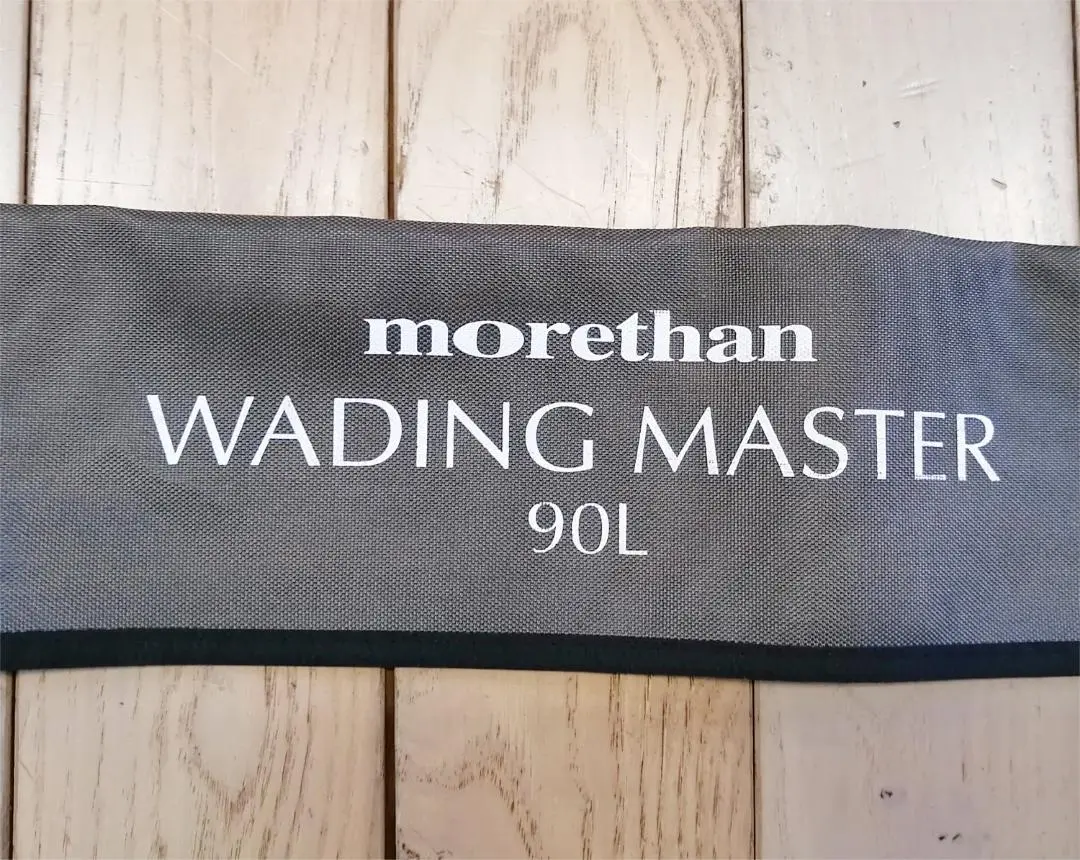 morethan
WADING MASTER
90L